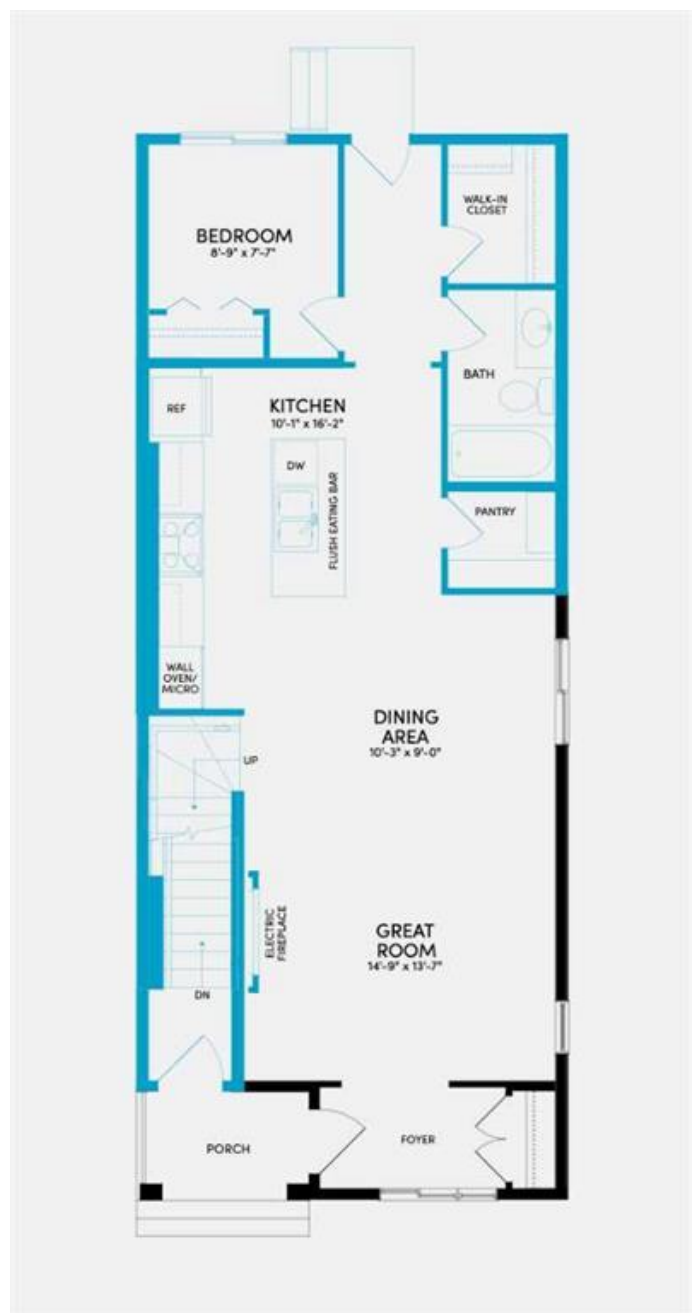 WALK-IN
CLOSET
BEDROOM
8'-9" x 7'-7"
BATH
REF
KITCHEN
10'-1" x 16'-2"
DW
FLUSH EATING BAR
PANTRY
WALL
OVEN/
MICRO
DINING
AREA
10'-3" x 9'-0"
UP
ELECTRIC
FIREPLACE
GREAT
ROOM
14'-9" x 13'-7"
DN
PORCH
FOYER